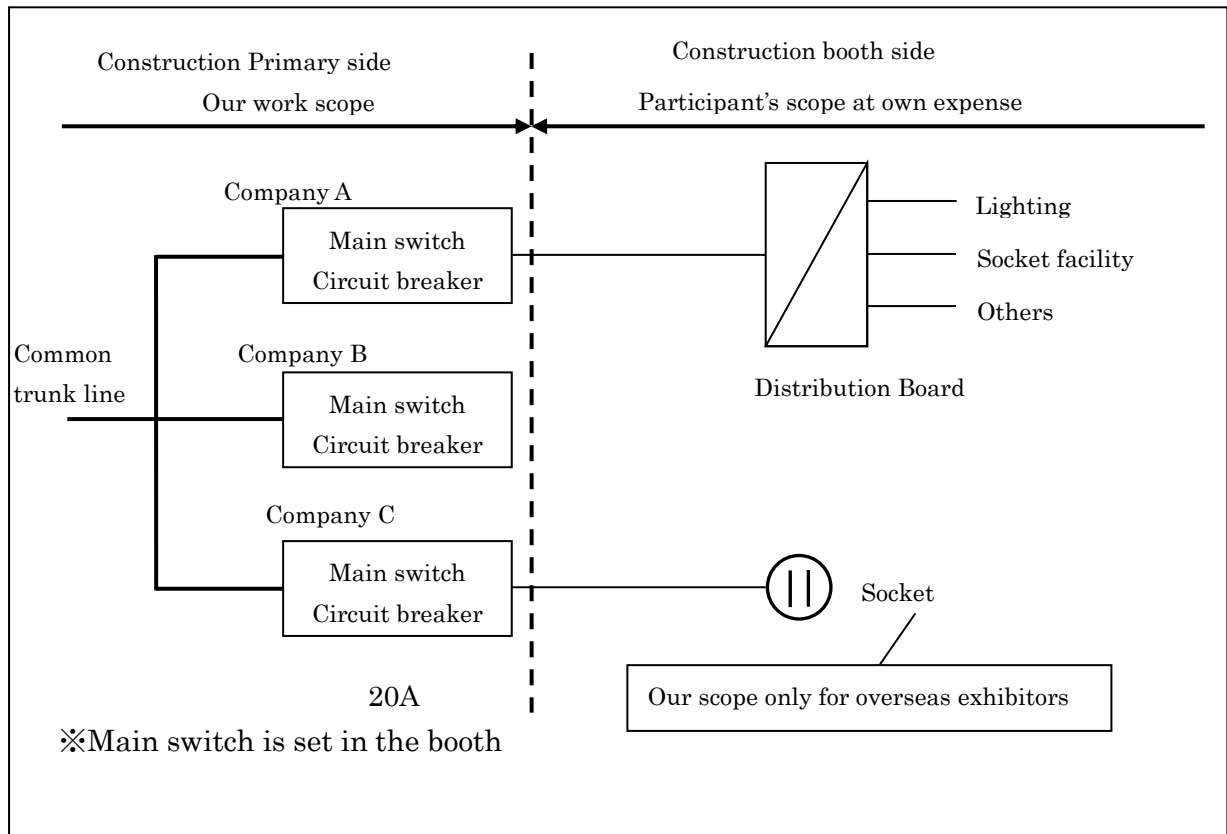 Construction Primary side
Our work scope
Construction booth side
Participant's scope at own expense
Company A
Main switch
Circuit breaker
Lighting
Socket facility
Others
Distribution Board
Common
trunk line
Company B
Main switch
Circuit breaker
Company C
Main switch
Circuit breaker
Socket
Our scope only for overseas exhibitors
20A
※Main switch is set in the booth